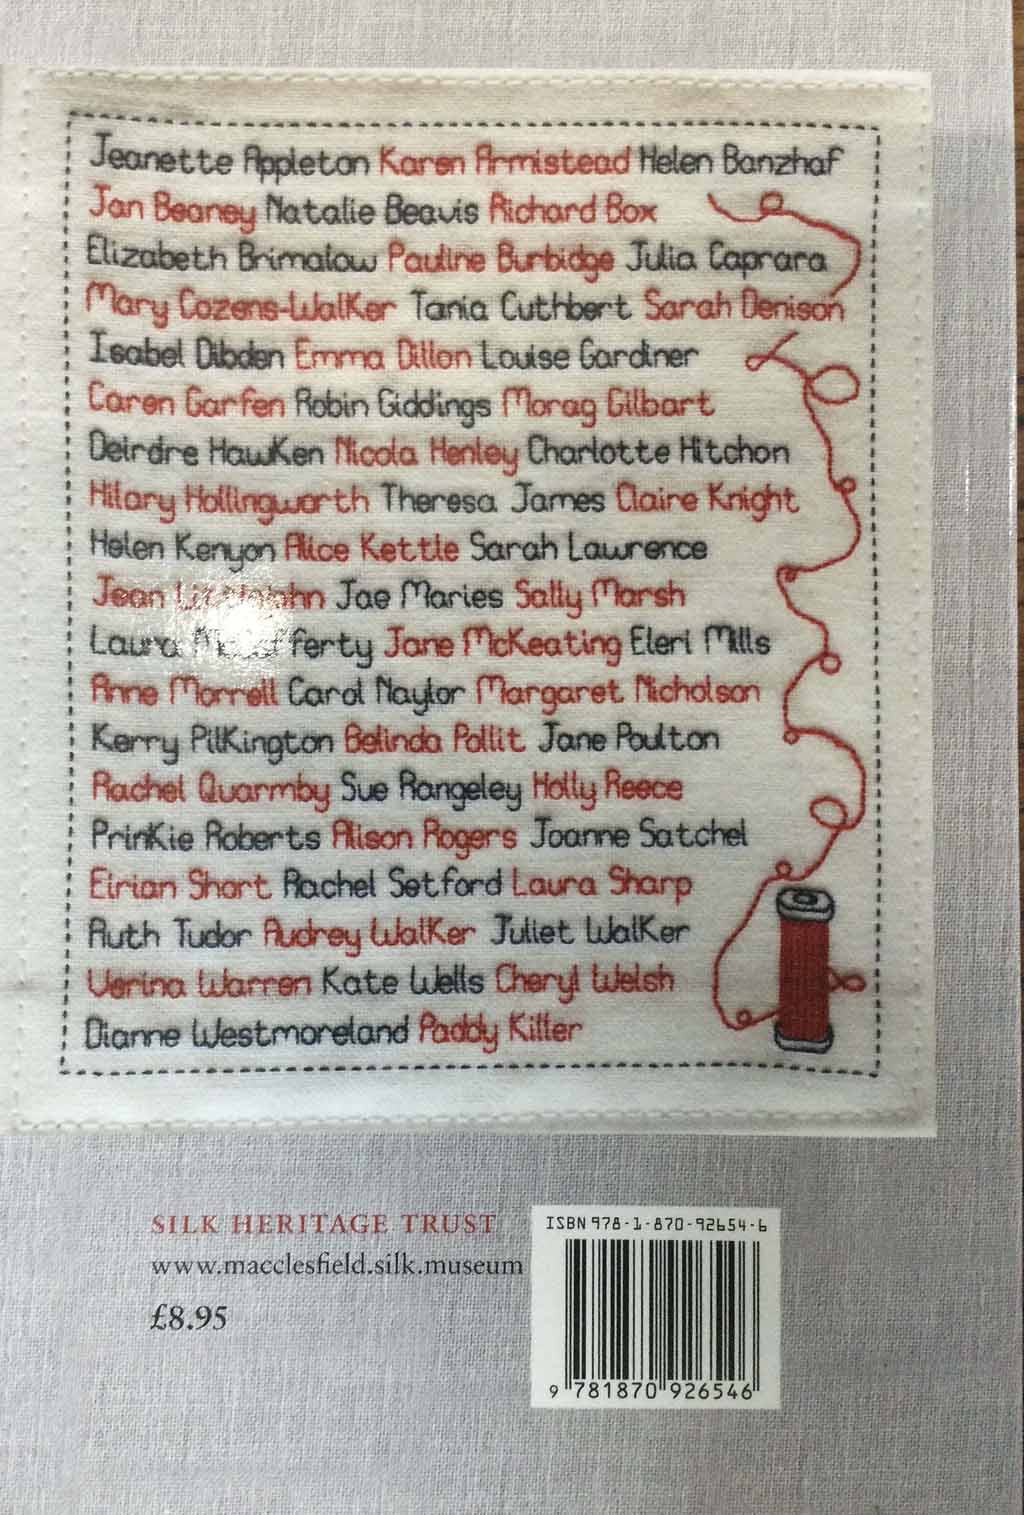 Jeanette Appleton Karen Armistead Helen Banzhaf
Jan Beaney Natalie Beavis Richard Box
Elizabeth Brimalow Pauline Burbidge Julia Caprara
Mary Cozens-Walker Tania Cuthbert Sarah Denison
Isabel Dibden Emma Dillon Louise Gardiner
Caren Garfen Robin Giddings Morag Gilbart
Deirdre Hawken Nicola Henley Charlotte Hitchon
Hilary Hollingworth Theresa James Claire Knight
Helen Kenyon Alice Kettle Sarah Lawrence
Jean Jae Maries Sally Marsh
Laura Jane McKeating Eleri Mills
Anne Morrell Carol Naylor Margaret Nicholson
Kerry Pilkington Belinda Pollit Jane Poulton
Rachel Quarmby Sue Rangeley Holly Reece
Prinkie Roberts Alison Rogers Joanne Satchel
Eirian Short Rachel Setford Laura Sharp
Ruth Tudor Audrey Walker Juliet Walker
Verina Warren Kate Wells Cheryl Welsh
Dianne Westmoreland Paddy Killer
SILK HERITAGE TRUST
www.macclesfield.silk.museum
£8.95
ISBN 978-1-870-92654-6
9 781870 926546